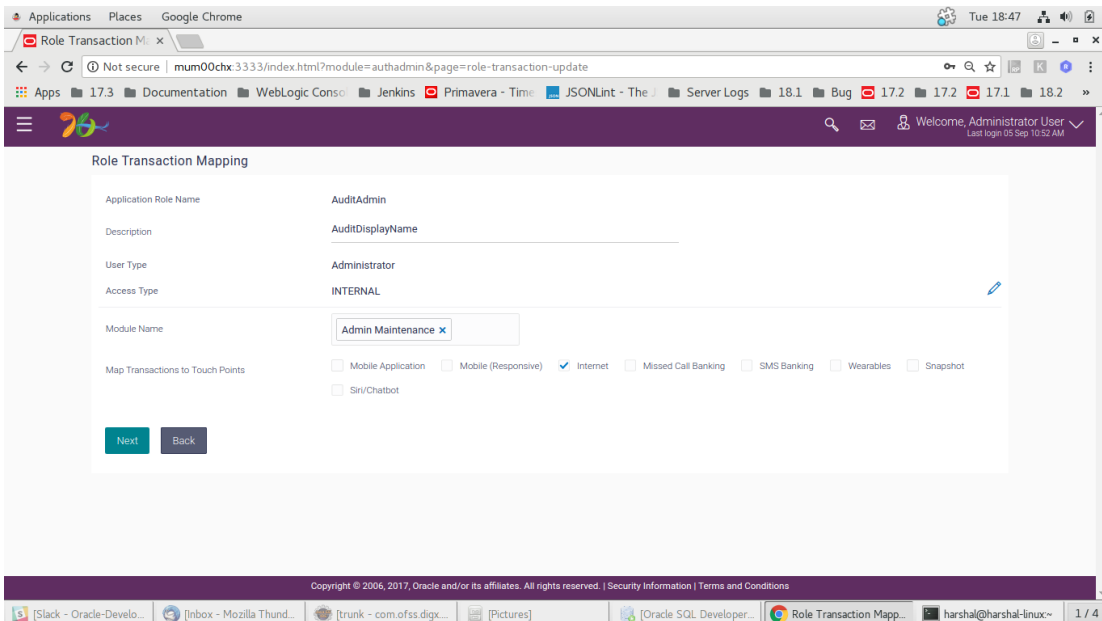 Applications Places Google Chrome Tue 18:47
Role Transaction Ma
Not secure | mum00chx:3333/index.html?module=authadmin&page=role-transaction-update
Apps 17.3 Documentation WebLogic Conso Jenkins Primavera - Time JSONLint - The J Server Logs 18.1 Bug 17.2 17.2 17.1 18.2 »
Welcome, Administrator User
Last login 05 Sep 10:52 AM
Role Transaction Mapping
Application Role Name AuditAdmin
Description AuditDisplayName
User Type Administrator
Access Type INTERNAL
Module Name Admin Maintenance ×
Map Transactions to Touch Points Mobile Application Mobile (Responsive) Internet Missed Call Banking SMS Banking Wearables Snapshot
Siri/Chatbot
Next Back
Copyright © 2006, 2017, Oracle and/or its affiliates. All rights reserved. | Security Information | Terms and Conditions
[Slack - Oracle-Develo... [Inbox - Mozilla Thund... [trunk - com.ofss.digx.... [Pictures] [Oracle SQL Developer... Role Transaction Mapp... harshal@harshal-linux:~ 1 / 4